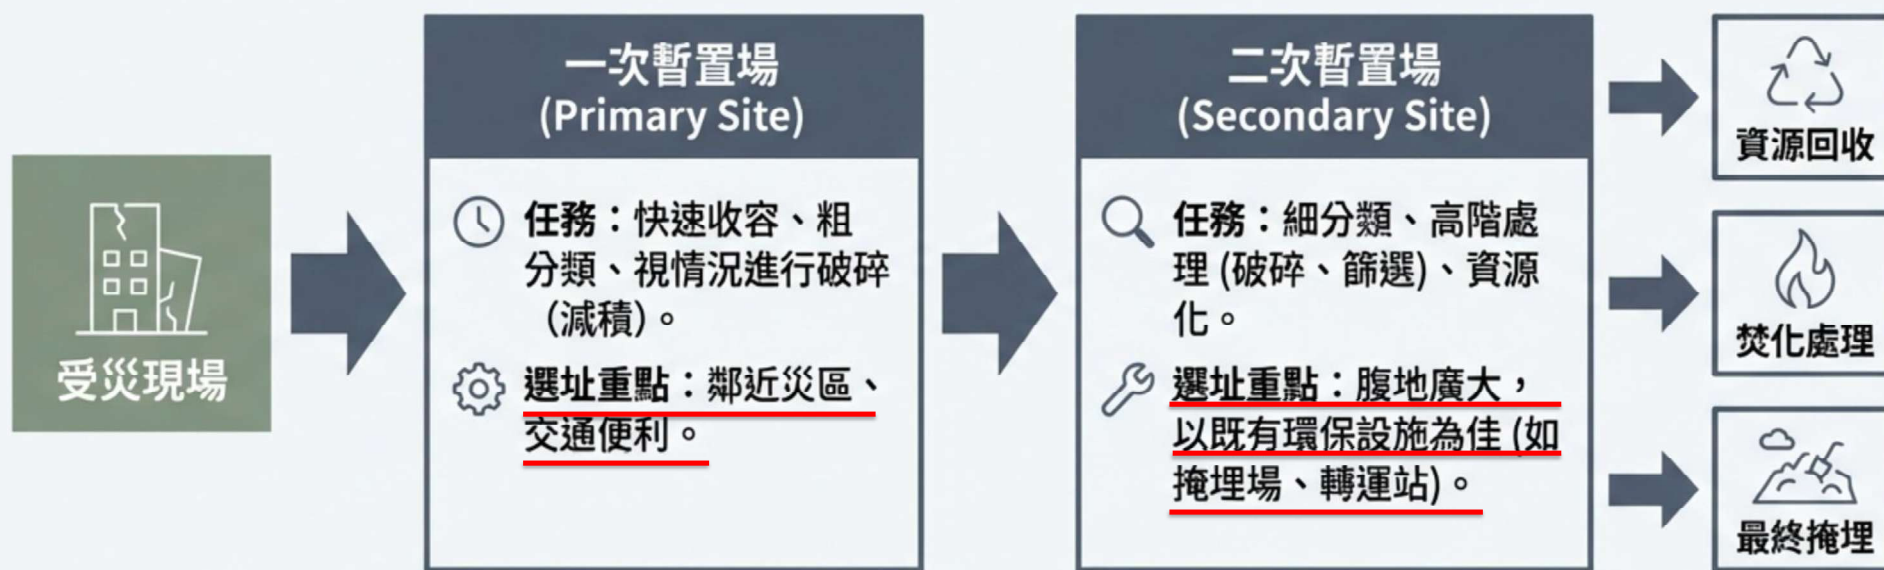 受災現場
一次暫置場
(Primary Site)
任務：快速收容、粗
分類、視情況進行破碎
（減積）。
選址重點：鄰近災區、
交通便利。
二次暫置場
(Secondary Site)
任務：細分類、高階處
理 (破碎、篩選)、資源
化。
選址重點：腹地廣大，
以既有環保設施為佳 (如
掩埋場、轉運站)。
資源回收
焚化處理
最終掩埋